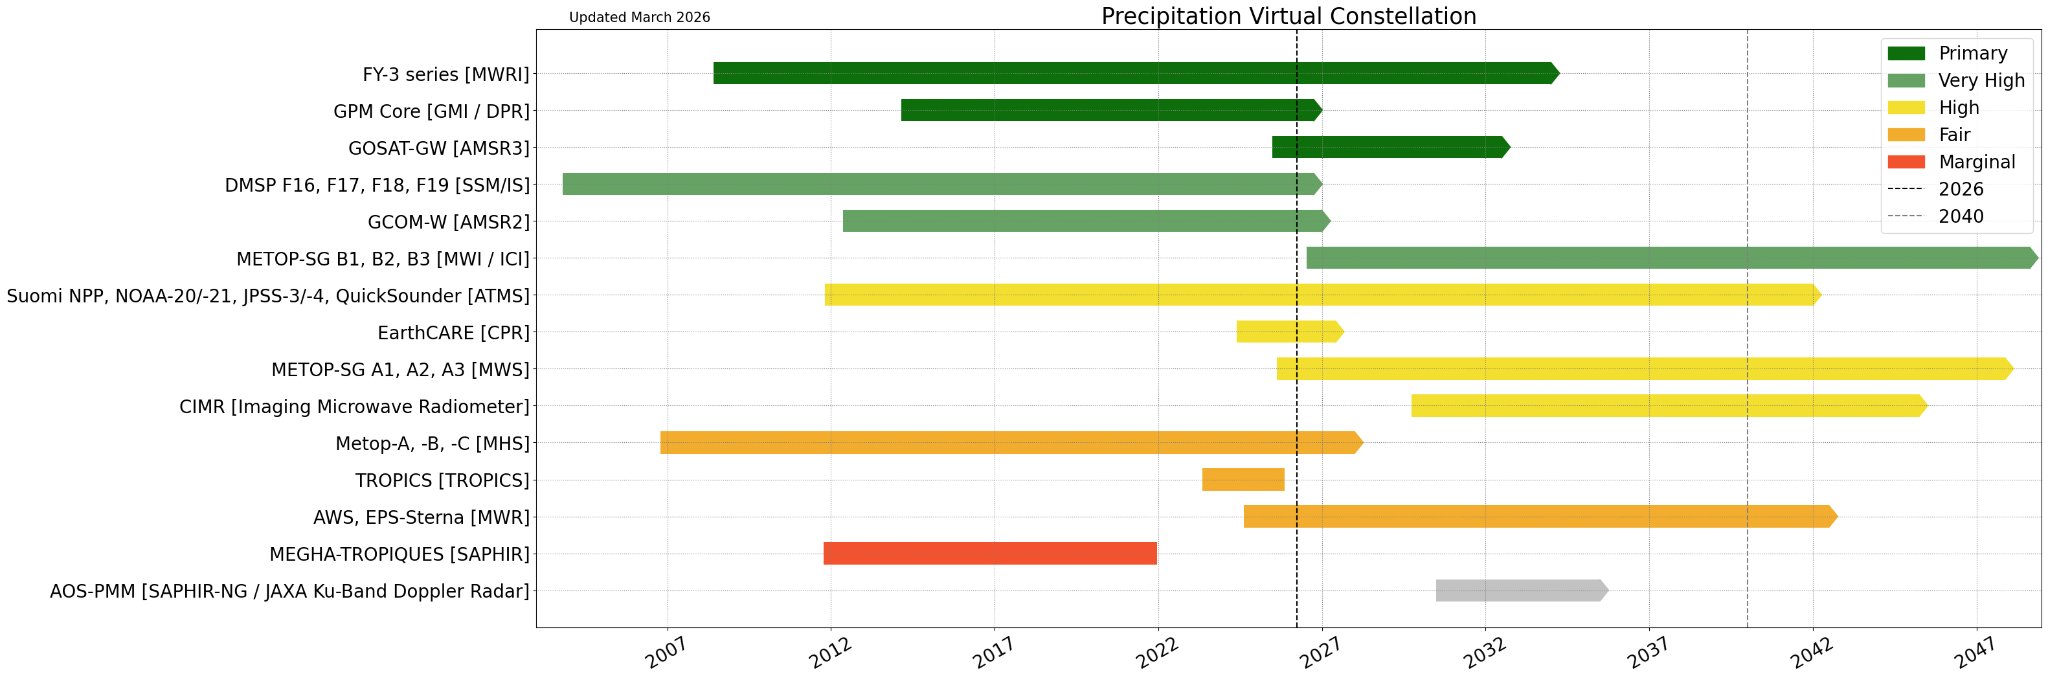 Updated March 2026
Precipitation Virtual Constellation
FY-3 series [MWRI]
GPM Core [GMI / DPR]
GOSAT-GW [AMSR3]
DMSP F16, F17, F18, F19 [SSM/IS]
GCOM-W [AMSR2]
METOP-SG B1, B2, B3 [MWI / ICI]
Suomi NPP, NOAA-20/-21, JPSS-3/-4, QuickSounder [ATMS]
EarthCARE [CPR]
METOP-SG A1, A2, A3 [MWS]
CIMR [Imaging Microwave Radiometer]
Metop-A, -B, -C [MHS]
TROPICS [TROPICS]
AWS, EPS-Sterna [MWR]
MEGHA-TROPIQUES [SAPHIR]
AOS-PMM [SAPHIR-NG / JAXA Ku-Band Doppler Radar]
Primary
Very High
High
Fair
Marginal
2026
2040
2007
2012
2017
2022
2027
2032
2037
2042
2047